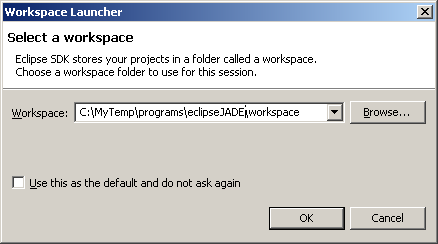 Workspace Launcher
Select a workspace
Eclipse SDK stores your projects in a folder called a workspace.
Choose a workspace folder to use for this session.
Workspace: C:\MyTemp\programs\eclipseJADE\workspace Browse...
Use this as the default and do not ask again
OK Cancel